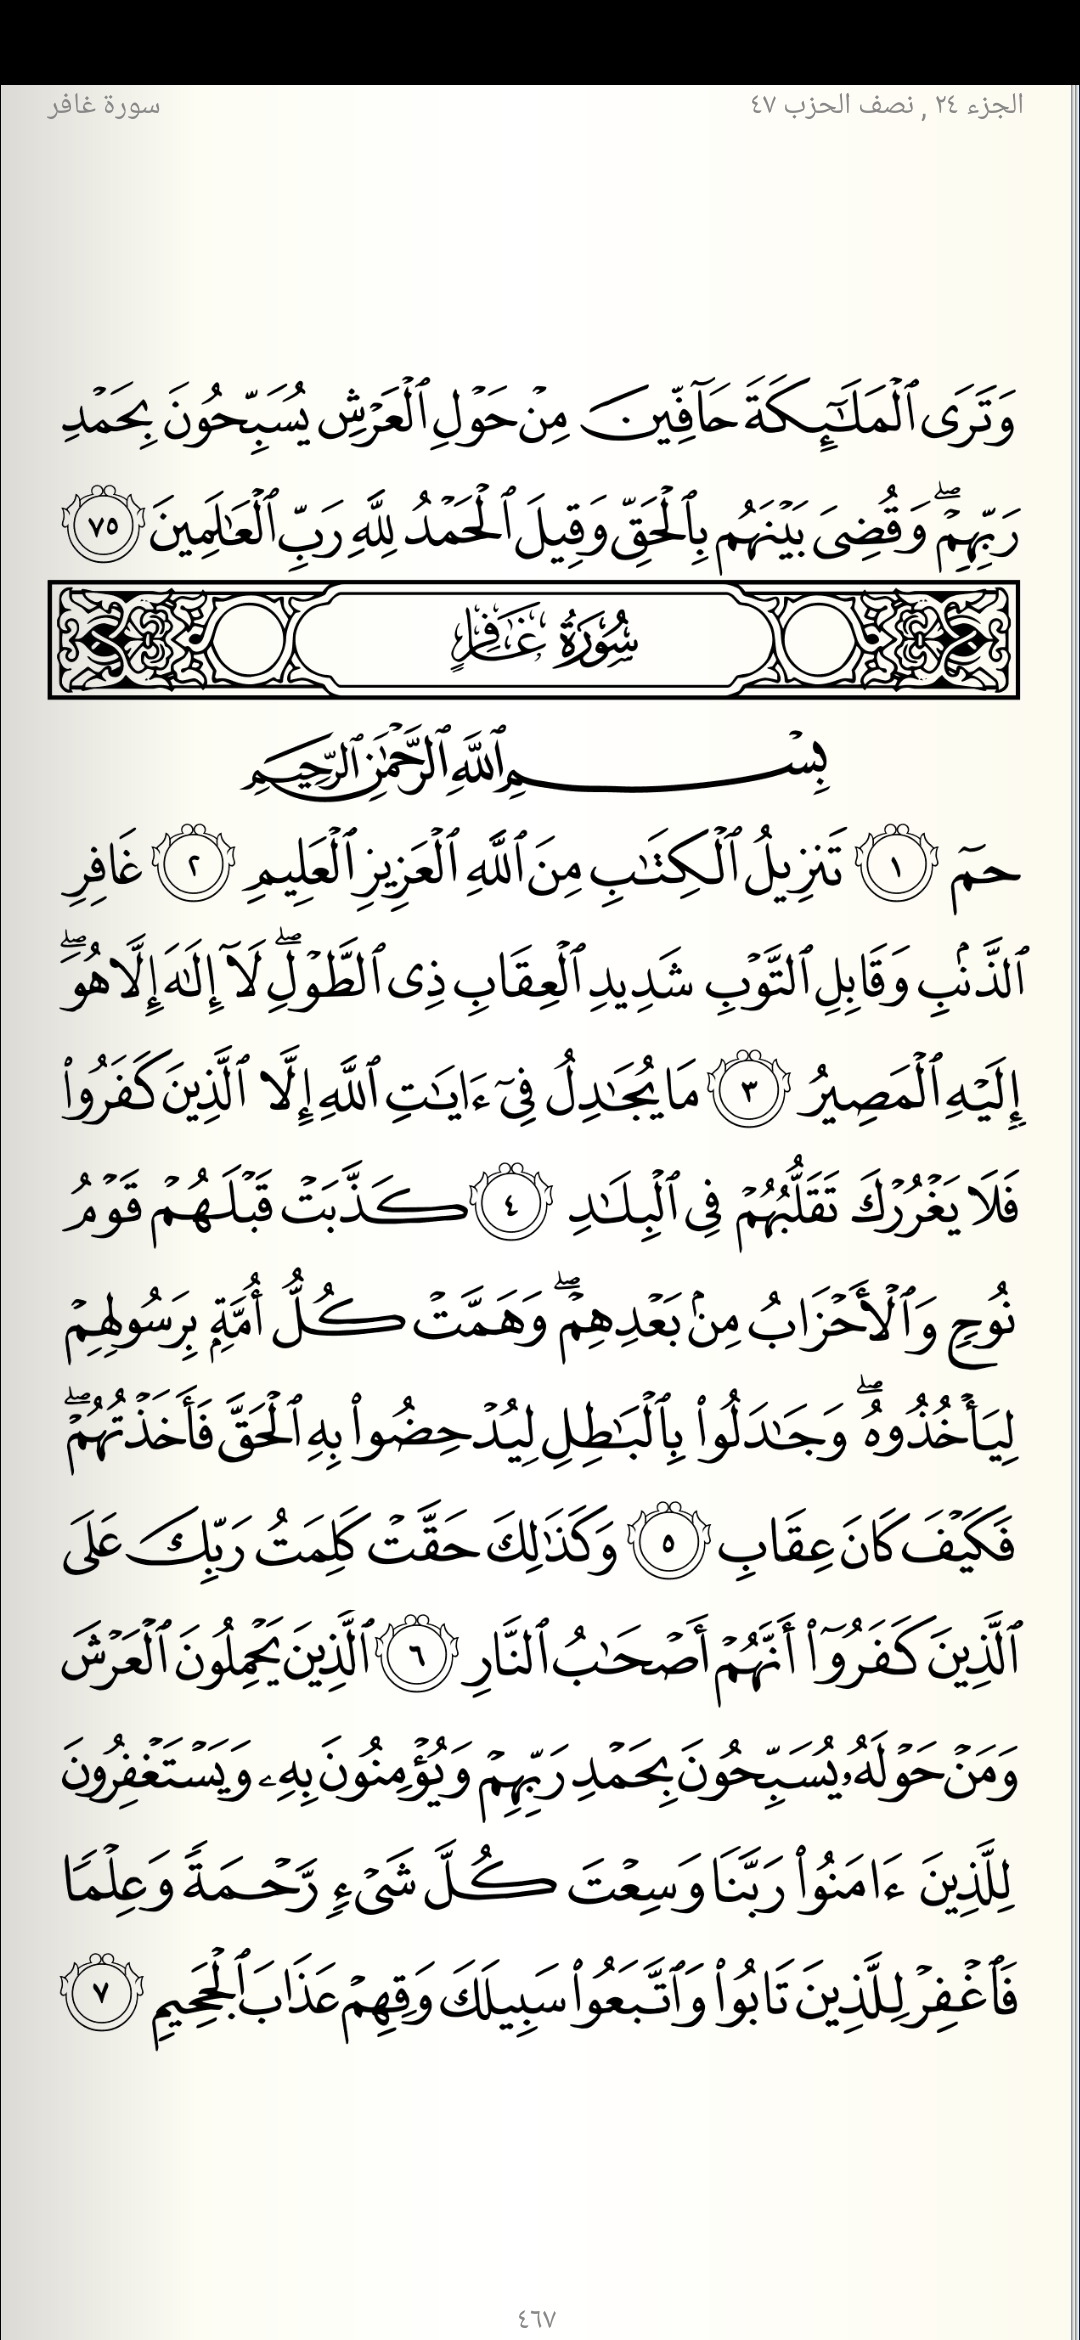 الجزء ٢٤ , نصف الحزب ٤٧
سورة غافر
وَتَرَى ٱلْمَلَـٰٓئِكَةَ حَآفِّينَ مِنْ حَوْلِ ٱلْعَرْشِ يُسَبِّحُونَ بِحَمْدِ
رَبِّهِمْ ۖ وَقُضِىَ بَيْنَهُم بِٱلْحَقِّ وَقِيلَ ٱلْحَمْدُ لِلَّهِ رَبِّ ٱلْعَـٰلَمِينَ ٧٥
سُورَةُ غَافِرٍ
بِسْمِ ٱللَّهِ ٱلرَّحْمَـٰنِ ٱلرَّحِيمِ
حمٓ ١ تَنزِيلُ ٱلْكِتَـٰبِ مِنَ ٱللَّهِ ٱلْعَزِيزِ ٱلْعَلِيمِ ٢ غَافِرِ
ٱلذَّنۢبِ وَقَابِلِ ٱلتَّوْبِ شَدِيدِ ٱلْعِقَابِ ذِى ٱلطَّوْلِ ۖ لَآ إِلَـٰهَ إِلَّا هُوَ ۖ
إِلَيْهِ ٱلْمَصِيرُ ٣ مَا يُجَـٰدِلُ فِىٓ ءَايَـٰتِ ٱللَّهِ إِلَّا ٱلَّذِينَ كَفَرُوا۟
فَلَا يَغْرُرْكَ تَقَلُّبُهُمْ فِى ٱلْبِلَـٰدِ ٤ كَذَّبَتْ قَبْلَهُمْ قَوْمُ
نُوحٍ وَٱلْأَحْزَابُ مِنۢ بَعْدِهِمْ ۖ وَهَمَّتْ كُلُّ أُمَّةٍۭ بِرَسُولِهِمْ
لِيَأْخُذُوهُ ۖ وَجَـٰدَلُوا۟ بِٱلْبَـٰطِلِ لِيُدْحِضُوا۟ بِهِ ٱلْحَقَّ فَأَخَذْتُهُمْ ۖ
فَكَيْفَ كَانَ عِقَابِ ٥ وَكَذَٰلِكَ حَقَّتْ كَلِمَتُ رَبِّكَ عَلَى
ٱلَّذِينَ كَفَرُوٓا۟ أَنَّهُمْ أَصْحَـٰبُ ٱلنَّارِ ٦ ٱلَّذِينَ يَحْمِلُونَ ٱلْعَرْشَ
وَمَنْ حَوْلَهُۥ يُسَبِّحُونَ بِحَمْدِ رَبِّهِمْ وَيُؤْمِنُونَ بِهِۦ وَيَسْتَغْفِرُونَ
لِلَّذِينَ ءَامَنُوا۟ رَبَّنَا وَسِعْتَ كُلَّ شَىْءٍ رَّحْمَةً وَعِلْمًا
فَٱغْفِرْ لِلَّذِينَ تَابُوا۟ وَٱتَّبَعُوا۟ سَبِيلَكَ وَقِهِمْ عَذَابَ ٱلْجَحِيمِ ٧
٤٦٧